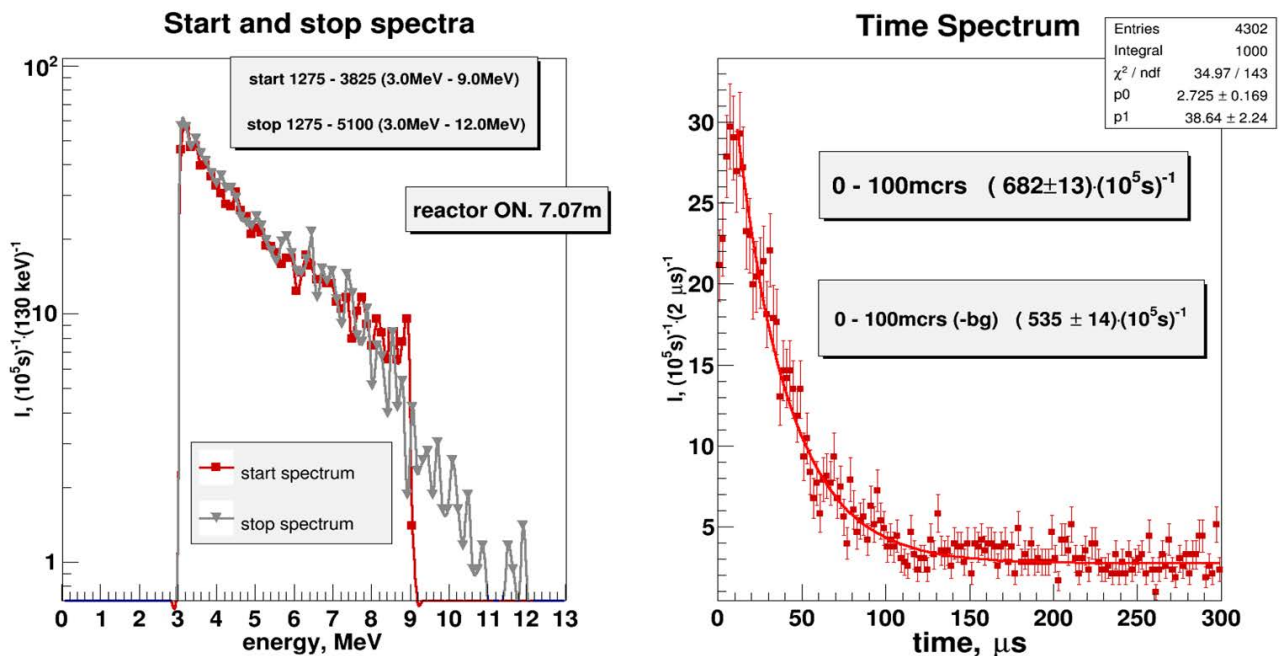 Start and stop spectra
start 1275 - 3825 (3.0MeV - 9.0MeV)
stop 1275 - 5100 (3.0MeV - 12.0MeV)
reactor ON. 7.07m
start spectrum
stop spectrum
I, (10⁵s)⁻¹(130 keV)⁻¹
10²
10
1
0 1 2 3 4 5 6 7 8 9 10 11 12 13
energy, MeV
Time Spectrum
Entries 4302
Integral 1000
χ² / ndf 34.97 / 143
p0 2.725 ± 0.169
p1 38.64 ± 2.24
0 - 100mcrs ( 682±13)·(10⁵s)⁻¹
0 - 100mcrs (-bg) ( 535 ± 14)·(10⁵s)⁻¹
I, (10⁵s)⁻¹·(2 μs)⁻¹
30
25
20
15
10
5
0 50 100 150 200 250 300
time, μs